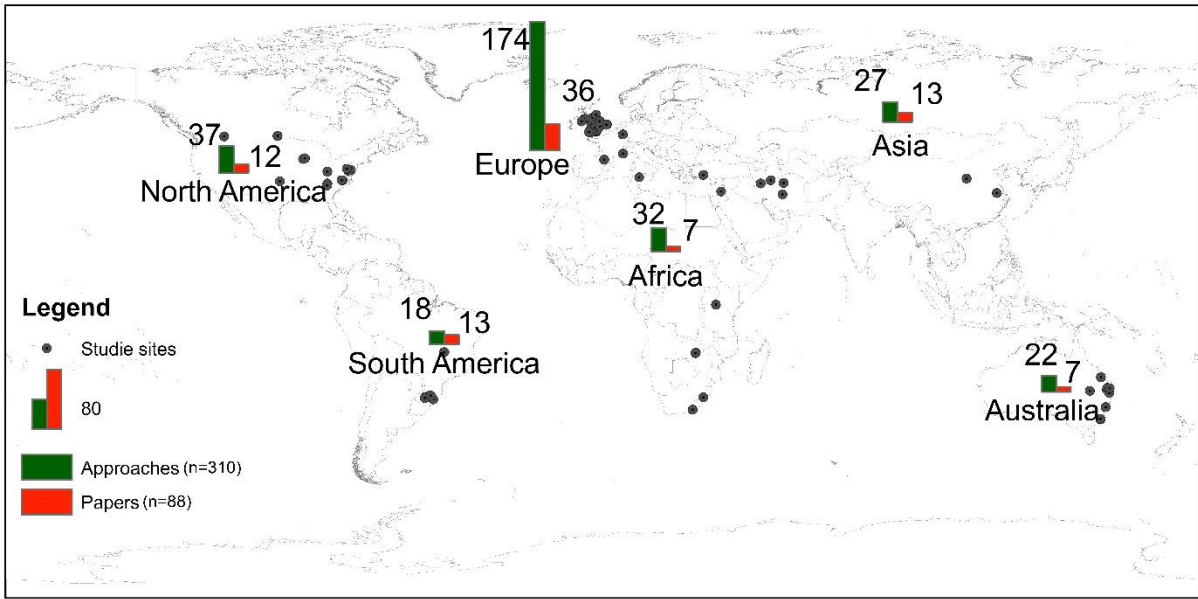 174
36
Europe
27
13
Asia
37
12
North America
32
7
Africa
18
13
South America
22
7
Australia
Legend
Studie sites
80
Approaches (n=310)
Papers (n=88)